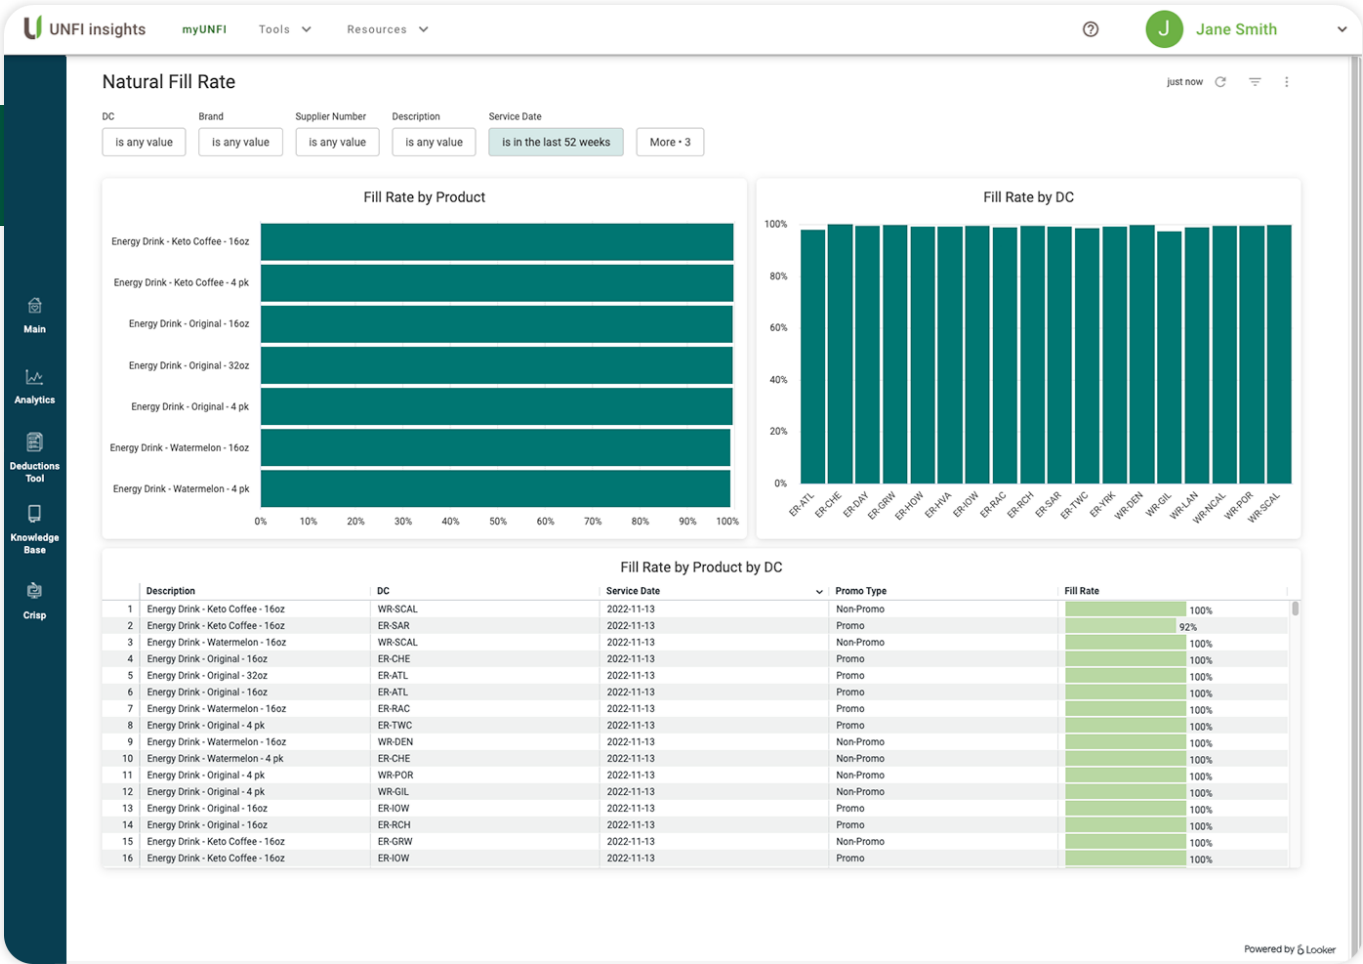 UNFI insights
myUNFI
Tools
Resources
J
Jane Smith
Natural Fill Rate
just now
DC
Brand
Supplier Number
Description
Service Date
is any value
is any value
is any value
is any value
is in the last 52 weeks
More • 3
Main
Analytics
Deductions
Tool
Knowledge
Base
Crisp
Fill Rate by Product
Energy Drink - Keto Coffee - 16oz
Energy Drink - Keto Coffee - 4 pk
Energy Drink - Original - 16oz
Energy Drink - Original - 32oz
Energy Drink - Original - 4 pk
Energy Drink - Watermelon - 16oz
Energy Drink - Watermelon - 4 pk
0% 10% 20% 30% 40% 50% 60% 70% 80% 90% 100%
Fill Rate by DC
100%
80%
60%
40%
20%
0%
ER-ATL ER-CHE ER-DAY ER-GRW ER-HOW ER-HVA ER-IOW ER-RAC ER-RCH ER-SAR ER-TWC ER-YRK WR-DEN WR-GIL WR-LAN WR-NCAL WR-POR WR-SCAL
Fill Rate by Product by DC
Description DC Service Date Promo Type Fill Rate
1 Energy Drink - Keto Coffee - 16oz WR-SCAL 2022-11-13 Non-Promo 100%
2 Energy Drink - Keto Coffee - 16oz ER-SAR 2022-11-13 Promo 92%
3 Energy Drink - Watermelon - 16oz WR-SCAL 2022-11-13 Non-Promo 100%
4 Energy Drink - Original - 16oz ER-CHE 2022-11-13 Promo 100%
5 Energy Drink - Original - 32oz ER-ATL 2022-11-13 Promo 100%
6 Energy Drink - Original - 16oz ER-ATL 2022-11-13 Promo 100%
7 Energy Drink - Watermelon - 16oz ER-RAC 2022-11-13 Promo 100%
8 Energy Drink - Original - 4 pk ER-TWC 2022-11-13 Promo 100%
9 Energy Drink - Watermelon - 16oz WR-DEN 2022-11-13 Non-Promo 100%
10 Energy Drink - Watermelon - 4 pk ER-CHE 2022-11-13 Non-Promo 100%
11 Energy Drink - Original - 4 pk WR-POR 2022-11-13 Non-Promo 100%
12 Energy Drink - Original - 4 pk WR-GIL 2022-11-13 Non-Promo 100%
13 Energy Drink - Original - 16oz ER-IOW 2022-11-13 Promo 100%
14 Energy Drink - Original - 16oz ER-RCH 2022-11-13 Promo 100%
15 Energy Drink - Keto Coffee - 16oz ER-GRW 2022-11-13 Non-Promo 100%
16 Energy Drink - Keto Coffee - 16oz ER-IOW 2022-11-13 Promo 100%
Powered by Looker